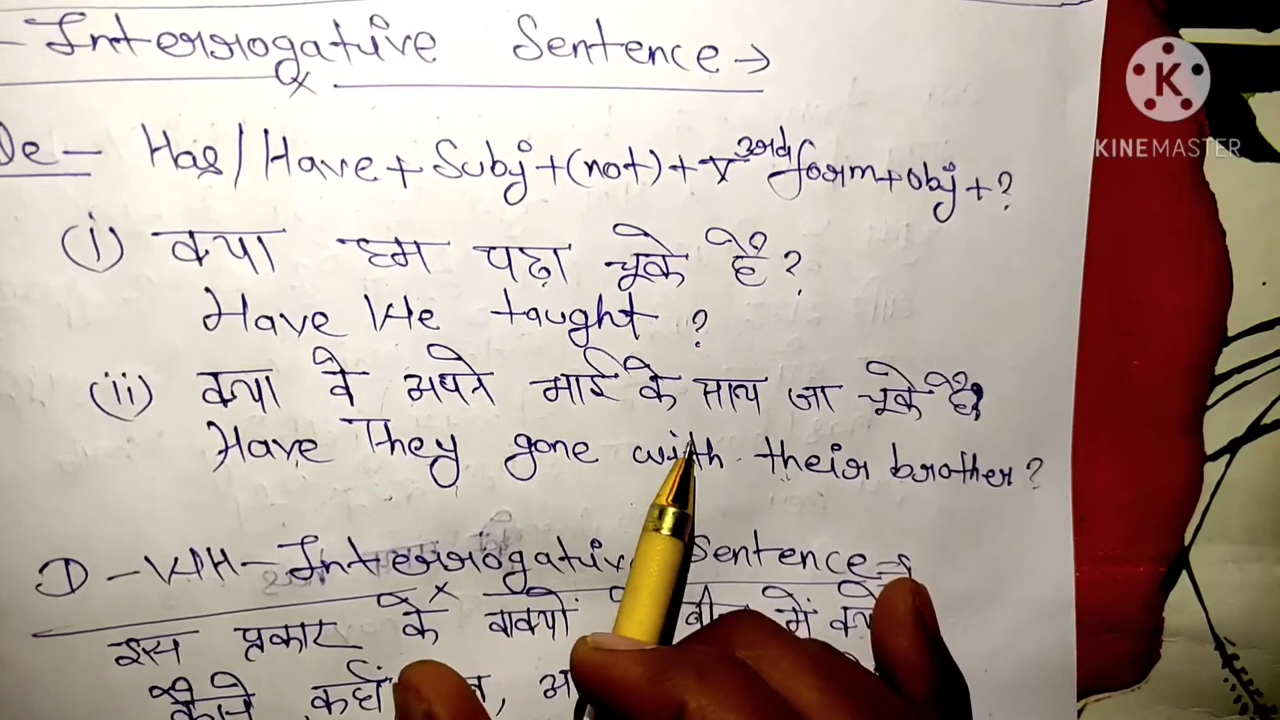 Interrogative Sentence →
Has/Have + Subj + (not) + V 3rd form + obj + ?
(i) क्या हम पढ़ा चूके हैं?
Have We taught ?
(ii) क्या वे अपने भाई के साथ जा चूके हैं
Have They gone with their brother?
D - WH - Interrogative Sentence
इस प्रकार के वाक्यों में
KINEMASTER